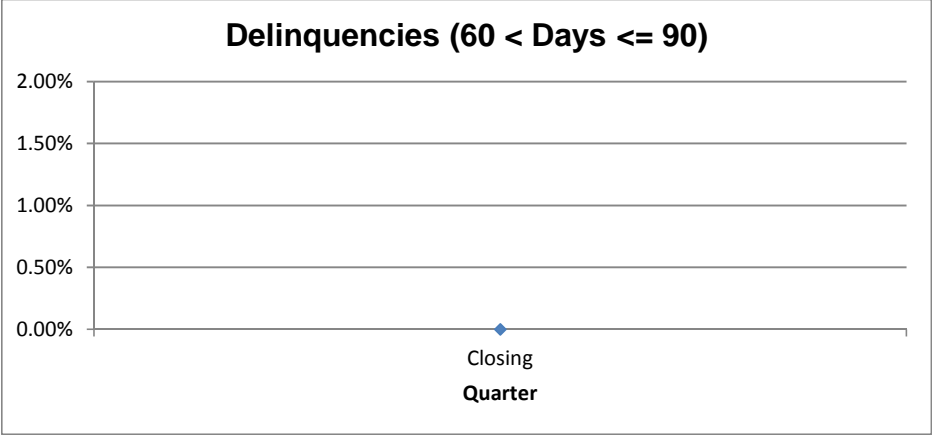 Delinquencies (60 < Days <= 90)
2.00%
1.50%
1.00%
0.50%
0.00%
Closing
Quarter